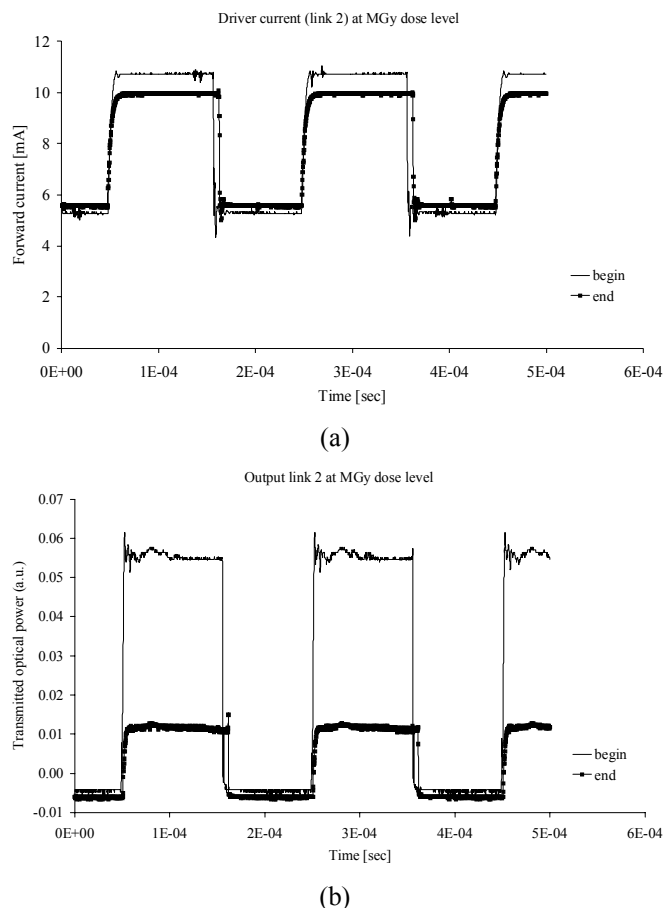 Driver current (link 2) at MGy dose level
12
10
8
6
4
2
0
Forward current [mA]
0E+00 1E-04 2E-04 3E-04 4E-04 5E-04 6E-04
Time [sec]
begin
end
(a)
Output link 2 at MGy dose level
0.07
0.06
0.05
0.04
0.03
0.02
0.01
0.00
-0.01
Transmitted optical power (a.u.)
0E+00 1E-04 2E-04 3E-04 4E-04 5E-04 6E-04
Time [sec]
begin
end
(b)